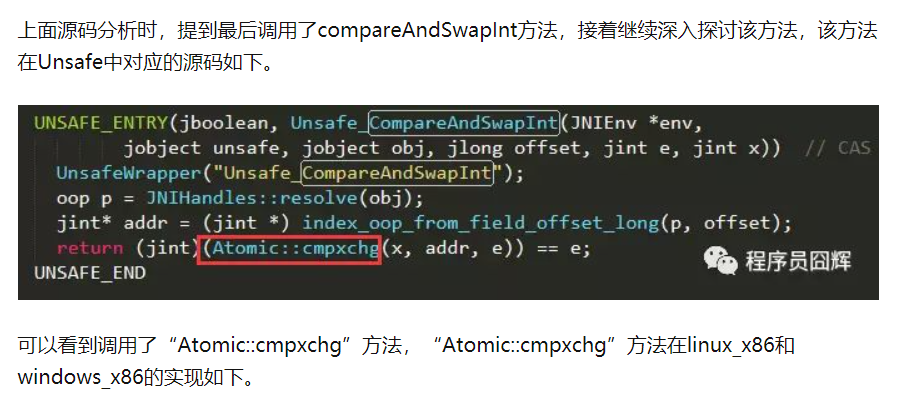 上面源码分析时，提到最后调用了compareAndSwapInt方法，接着继续深入探讨该方法，该方法
在Unsafe中对应的源码如下。
UNSAFE_ENTRY(jboolean, Unsafe_CompareAndSwapInt(JNIEnv *env,
jobject unsafe, jobject obj, jlong offset, jint e, jint x)) // CAS
UnsafeWrapper("Unsafe_CompareAndSwapInt");
oop p = JNIHandles::resolve(obj);
jint* addr = (jint *) index_oop_from_field_offset_long(p, offset);
return (jint)(Atomic::cmpxchg(x, addr, e)) == e;
UNSAFE_END
程序员囧辉
可以看到调用了“Atomic::cmpxchg”方法，“Atomic::cmpxchg”方法在linux_x86和
windows_x86的实现如下。